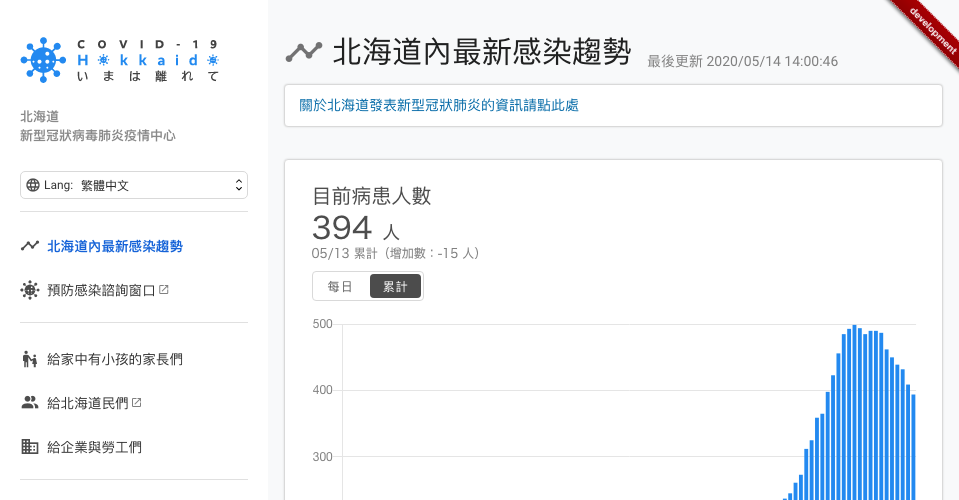 COVID-19
Hokkaido
いまは離れて
北海道
新型冠狀病毒肺炎疫情中心
Lang: 繁體中文
北海道內最新感染趨勢
預防感染諮詢窗口
給家中有小孩的家長們
給北海道民們
給企業與勞工們
北海道內最新感染趨勢 最後更新 2020/05/14 14:00:46
development
關於北海道發表新型冠狀肺炎的資訊請點此處
目前病患人數
394 人
05/13 累計（增加數：-15 人）
每日 累計
500
400
300